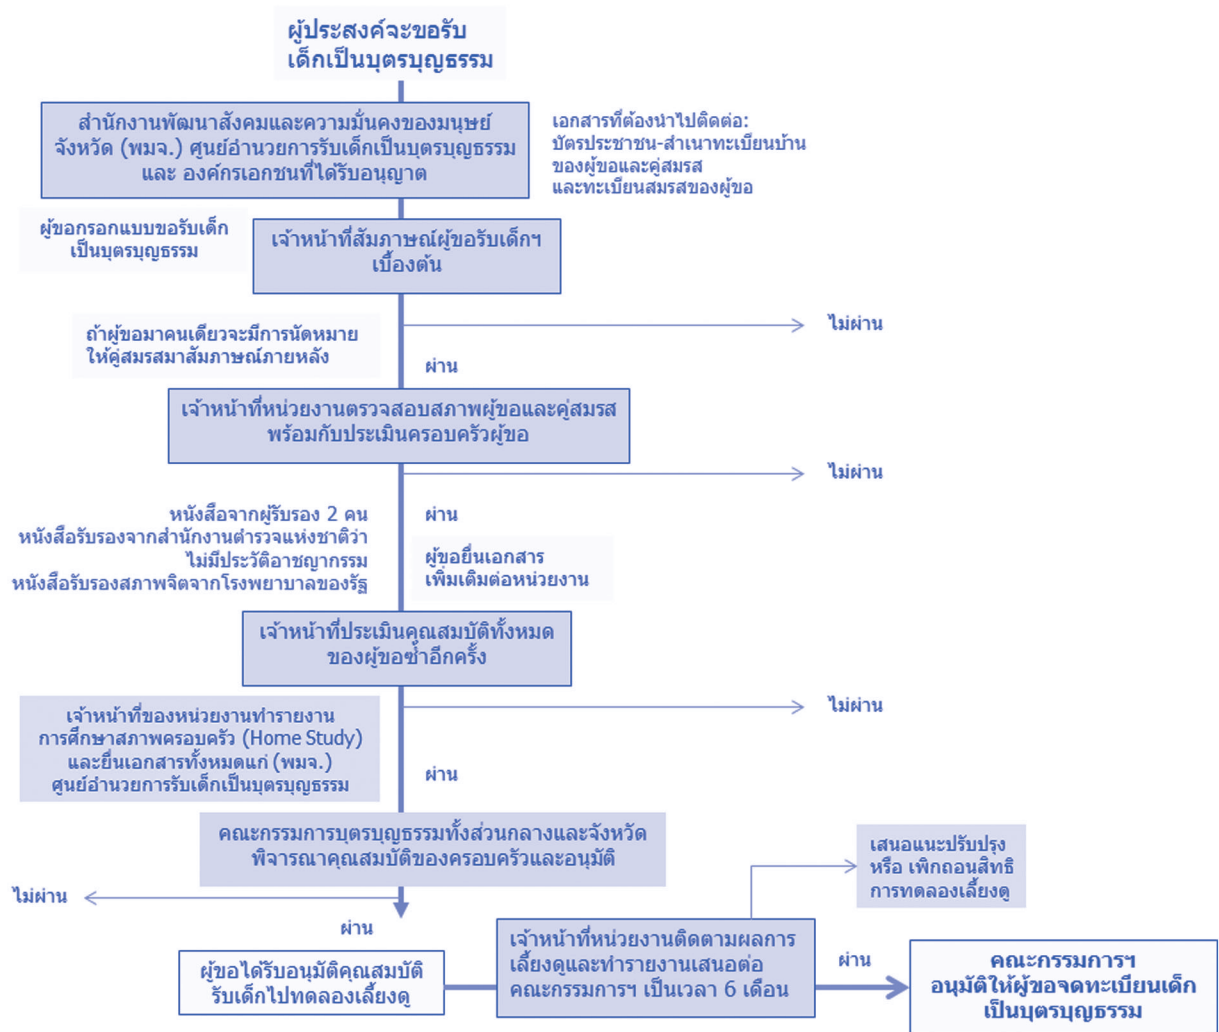 ผู้ประสงค์จะขอรับ
เด็กเป็นบุตรบุญธรรม
สำนักงานพัฒนาสังคมและความมั่นคงของมนุษย์
จังหวัด (พมจ.) ศูนย์อำนวยการรับเด็กเป็นบุตรบุญธรรม
และ องค์กรเอกชนที่ได้รับอนุญาต
เอกสารที่ต้องนำไปติดต่อ:
บัตรประชาชน-สำเนาทะเบียนบ้าน
ของผู้ขอและคู่สมรส
และทะเบียนสมรสของผู้ขอ
ผู้ขอกรอกแบบขอรับเด็ก
เป็นบุตรบุญธรรม
เจ้าหน้าที่สัมภาษณ์ผู้ขอรับเด็กฯ
เบื้องต้น
ไม่ผ่าน
ถ้าผู้ขอมาคนเดียวจะมีการนัดหมาย
ให้คู่สมรสมาสัมภาษณ์ภายหลัง
ผ่าน
เจ้าหน้าที่หน่วยงานตรวจสอบสภาพผู้ขอและคู่สมรส
พร้อมกับประเมินครอบครัวผู้ขอ
ไม่ผ่าน
หนังสือจากผู้รับรอง 2 คน
หนังสือรับรองจากสำนักงานตำรวจแห่งชาติว่า
ไม่มีประวัติอาชญากรรม
หนังสือรับรองสภาพจิตจากโรงพยาบาลของรัฐ
ผ่าน
ผู้ขอยื่นเอกสาร
เพิ่มเติมต่อหน่วยงาน
เจ้าหน้าที่ประเมินคุณสมบัติทั้งหมด
ของผู้ขอซ้ำอีกครั้ง
ไม่ผ่าน
เจ้าหน้าที่ของหน่วยงานทำรายงาน
การศึกษาสภาพครอบครัว (Home Study)
และยื่นเอกสารทั้งหมดแก่ (พมจ.)
ศูนย์อำนวยการรับเด็กเป็นบุตรบุญธรรม
ผ่าน
คณะกรรมการบุตรบุญธรรมทั้งส่วนกลางและจังหวัด
พิจารณาคุณสมบัติของครอบครัวและอนุมัติ
เสนอแนะปรับปรุง
หรือ เพิกถอนสิทธิ
การทดลองเลี้ยงดู
ไม่ผ่าน
ผ่าน
ผู้ขอได้รับอนุมัติคุณสมบัติ
รับเด็กไปทดลองเลี้ยงดู
เจ้าหน้าที่หน่วยงานติดตามผลการ
เลี้ยงดูและทำรายงานเสนอต่อ
คณะกรรมการฯ เป็นเวลา 6 เดือน
ผ่าน
คณะกรรมการฯ
อนุมัติให้ผู้ขอจดทะเบียนเด็ก
เป็นบุตรบุญธรรม